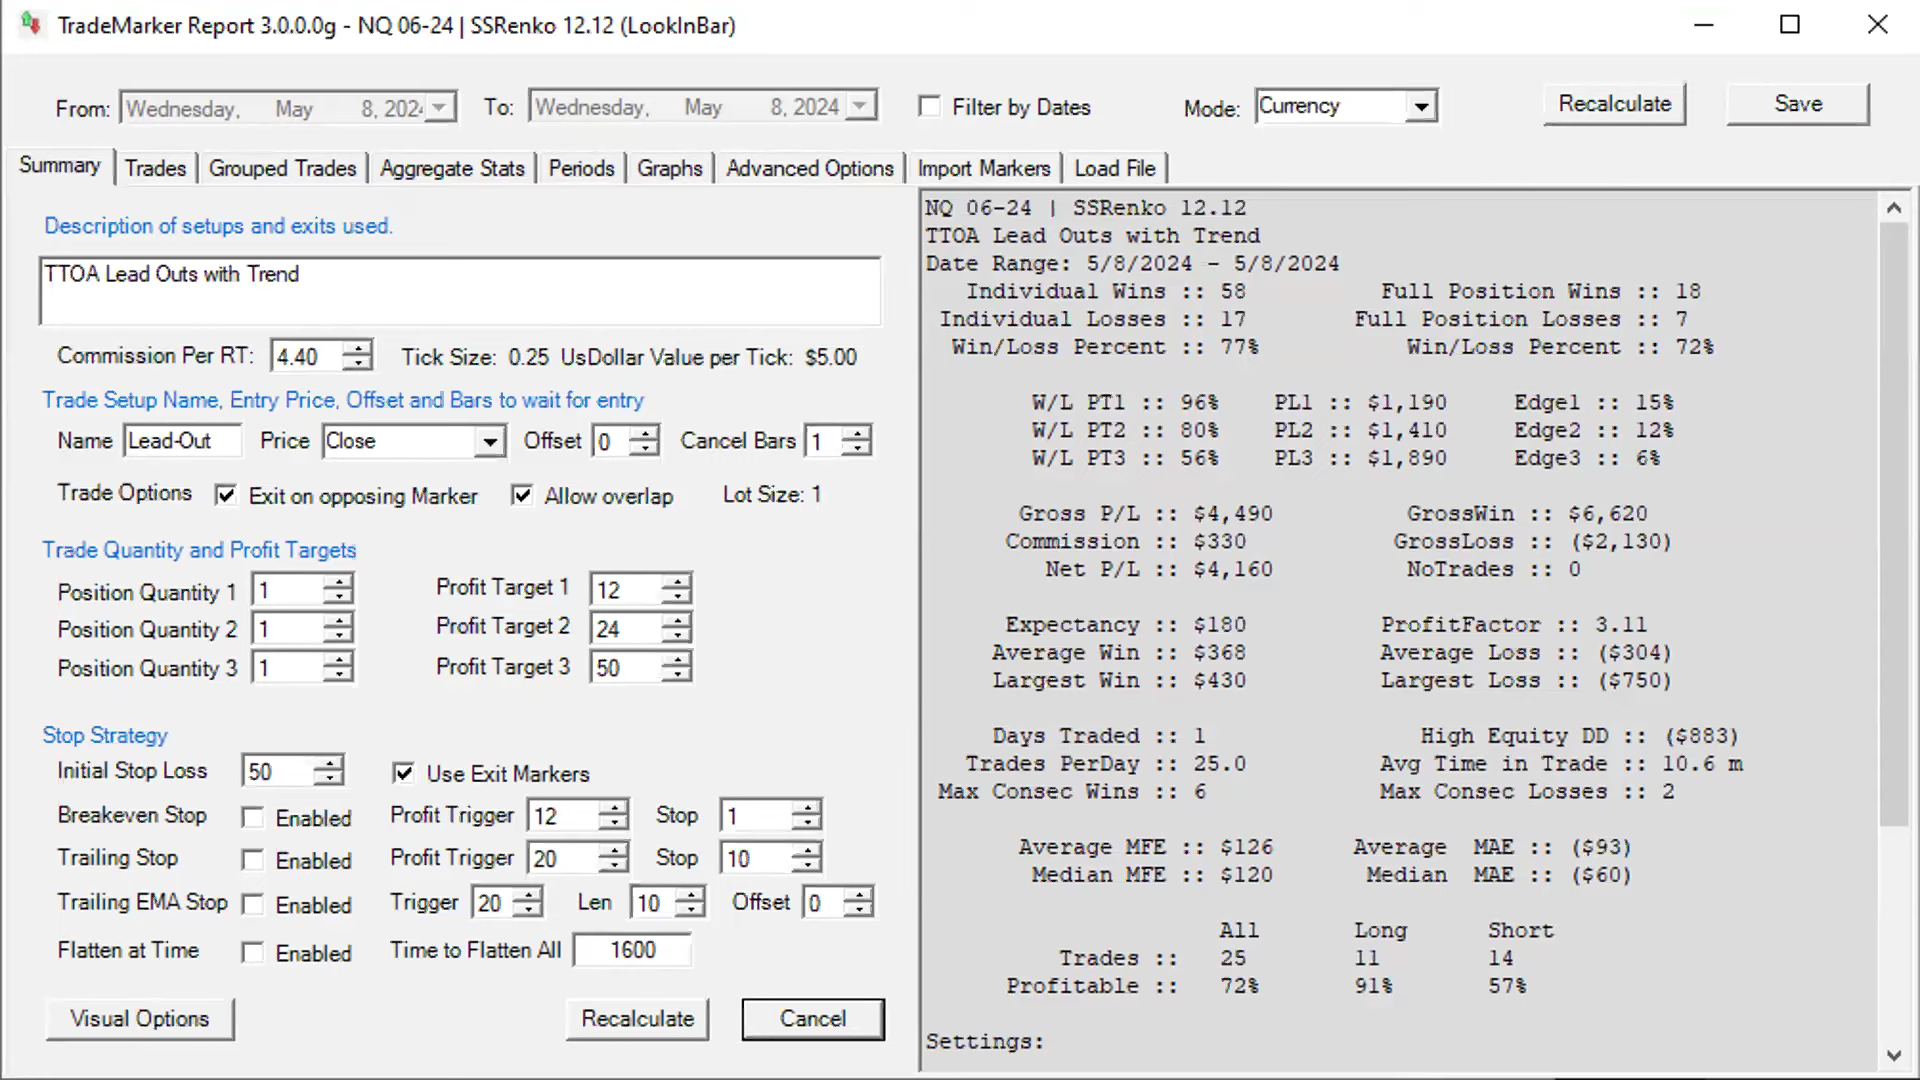 TradeMarker Report 3.0.0.0g - NQ 06-24 | SSRenko 12.12 (LookInBar)
From: Wednesday, May 8, 2024 To: Wednesday, May 8, 2024 Filter by Dates Mode: Currency Recalculate Save
Summary Trades Grouped Trades Aggregate Stats Periods Graphs Advanced Options Import Markers Load File
Description of setups and exits used.
TTOA Lead Outs with Trend
Commission Per RT: 4.40 Tick Size: 0.25 UsDollar Value per Tick: $5.00
Trade Setup Name, Entry Price, Offset and Bars to wait for entry
Name Lead-Out Price Close Offset 0 Cancel Bars 1
Trade Options Exit on opposing Marker Allow overlap Lot Size: 1
Trade Quantity and Profit Targets
Position Quantity 1 1 Profit Target 1 12
Position Quantity 2 1 Profit Target 2 24
Position Quantity 3 1 Profit Target 3 50
Stop Strategy
Initial Stop Loss 50 Use Exit Markers
Breakeven Stop Enabled Profit Trigger 12 Stop 1
Trailing Stop Enabled Profit Trigger 20 Stop 10
Trailing EMA Stop Enabled Trigger 20 Len 10 Offset 0
Flatten at Time Enabled Time to Flatten All 1600
Visual Options Recalculate Cancel
NQ 06-24 | SSRenko 12.12
TTOA Lead Outs with Trend
Date Range: 5/8/2024 - 5/8/2024
Individual Wins :: 58 Full Position Wins :: 18
Individual Losses :: 17 Full Position Losses :: 7
Win/Loss Percent :: 77% Win/Loss Percent :: 72%
W/L PT1 :: 96% PL1 :: $1,190 Edge1 :: 15%
W/L PT2 :: 80% PL2 :: $1,410 Edge2 :: 12%
W/L PT3 :: 56% PL3 :: $1,890 Edge3 :: 6%
Gross P/L :: $4,490 GrossWin :: $6,620
Commission :: $330 GrossLoss :: ($2,130)
Net P/L :: $4,160 NoTrades :: 0
Expectancy :: $180 ProfitFactor :: 3.11
Average Win :: $368 Average Loss :: ($304)
Largest Win :: $430 Largest Loss :: ($750)
Days Traded :: 1 High Equity DD :: ($883)
Trades PerDay :: 25.0 Avg Time in Trade :: 10.6 m
Max Consec Wins :: 6 Max Consec Losses :: 2
Average MFE :: $126 Average MAE :: ($93)
Median MFE :: $120 Median MAE :: ($60)
All Long Short
Trades :: 25 11 14
Profitable :: 72% 91% 57%
Settings: